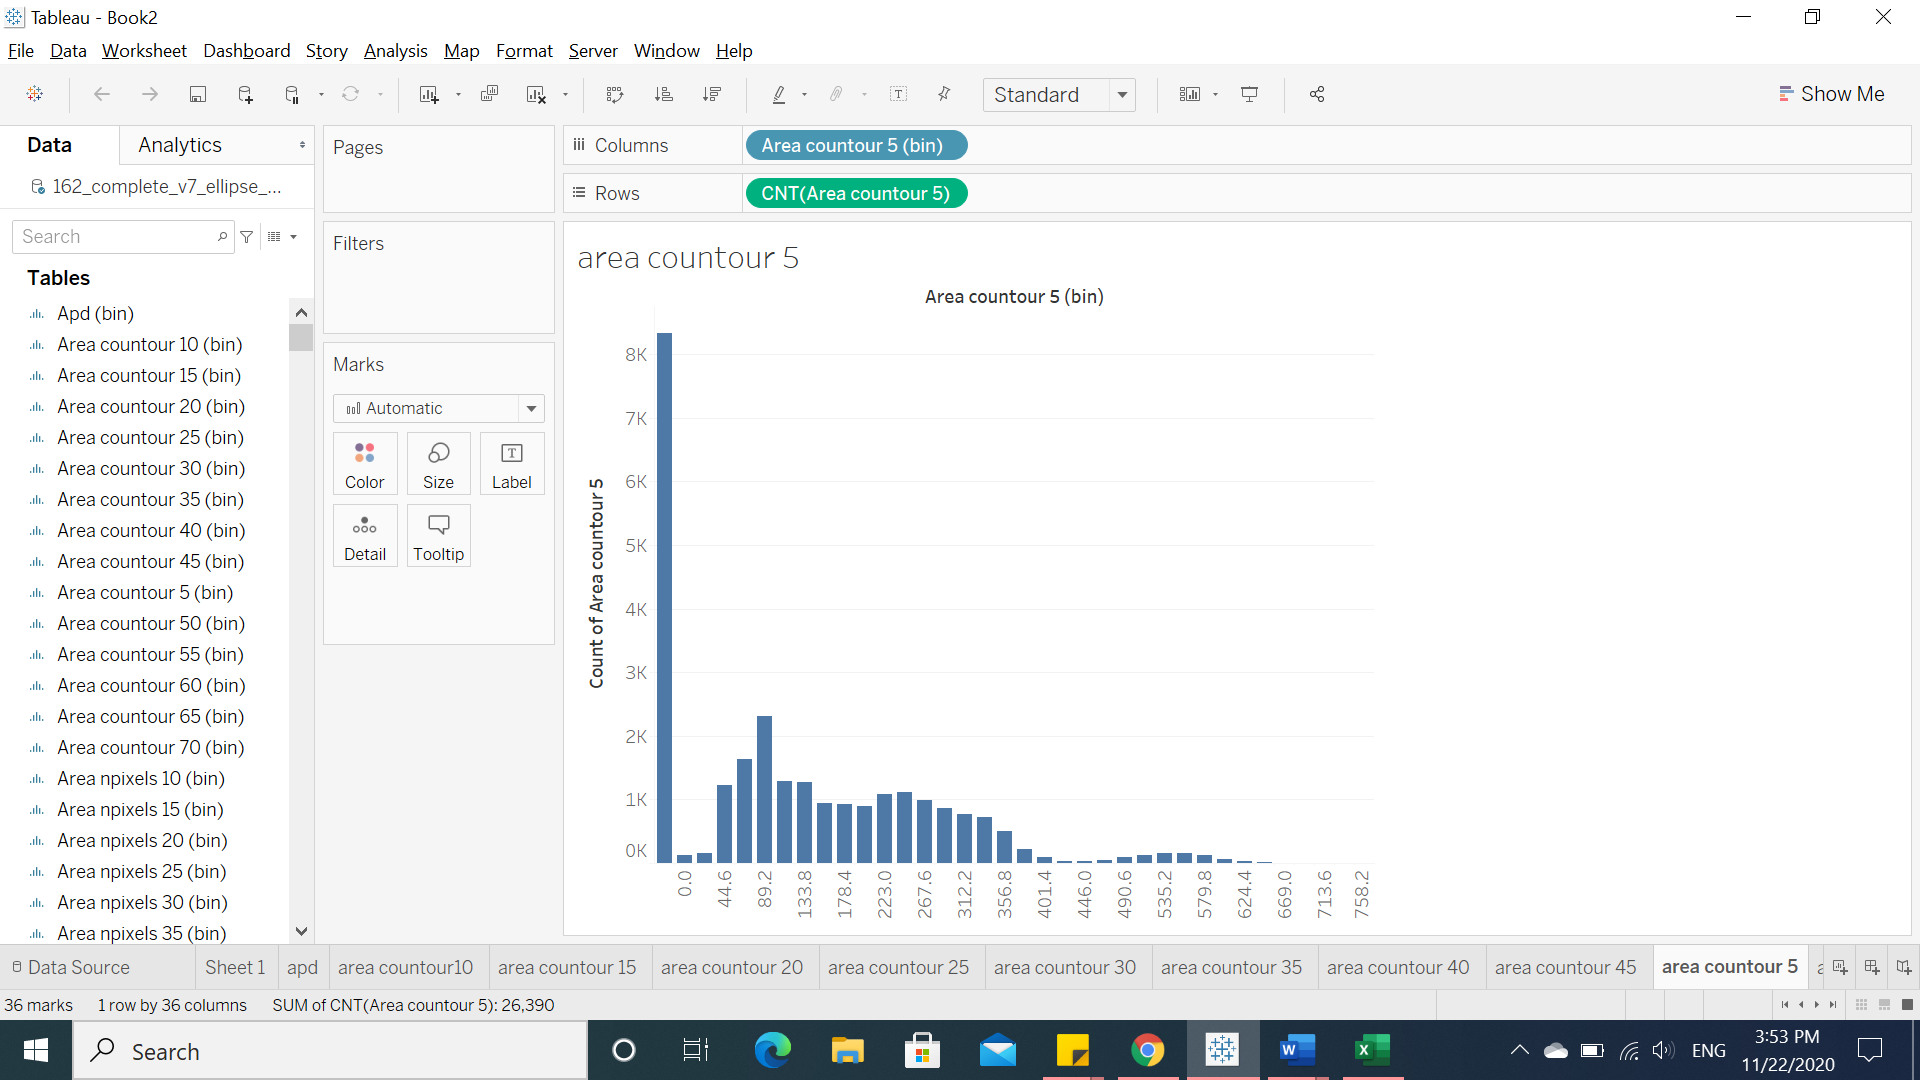 Tableau - Book2
File Data Worksheet Dashboard Story Analysis Map Format Server Window Help
Standard
Show Me
Data
Analytics
162_complete_v7_ellipse_...
Search
Tables
Apd (bin)
Area countour 10 (bin)
Area countour 15 (bin)
Area countour 20 (bin)
Area countour 25 (bin)
Area countour 30 (bin)
Area countour 35 (bin)
Area countour 40 (bin)
Area countour 45 (bin)
Area countour 5 (bin)
Area countour 50 (bin)
Area countour 55 (bin)
Area countour 60 (bin)
Area countour 65 (bin)
Area countour 70 (bin)
Area npixels 10 (bin)
Area npixels 15 (bin)
Area npixels 20 (bin)
Area npixels 25 (bin)
Area npixels 30 (bin)
Area npixels 35 (bin)
Pages
Filters
Marks
Automatic
Color
Size
Label
Detail
Tooltip
Columns
Area countour 5 (bin)
Rows
CNT(Area countour 5)
area countour 5
Area countour 5 (bin)
Count of Area countour 5
8K
7K
6K
5K
4K
3K
2K
1K
0K
0.0
44.6
89.2
133.8
178.4
223.0
267.6
312.2
356.8
401.4
446.0
490.6
535.2
579.8
624.4
669.0
713.6
758.2
Data Source
Sheet 1
apd
area countour10
area countour 15
area countour 20
area countour 25
area countour 30
area countour 35
area countour 40
area countour 45
area countour 5
36 marks
1 row by 36 columns
SUM of CNT(Area countour 5): 26,390
Search
ENG
3:53 PM
11/22/2020